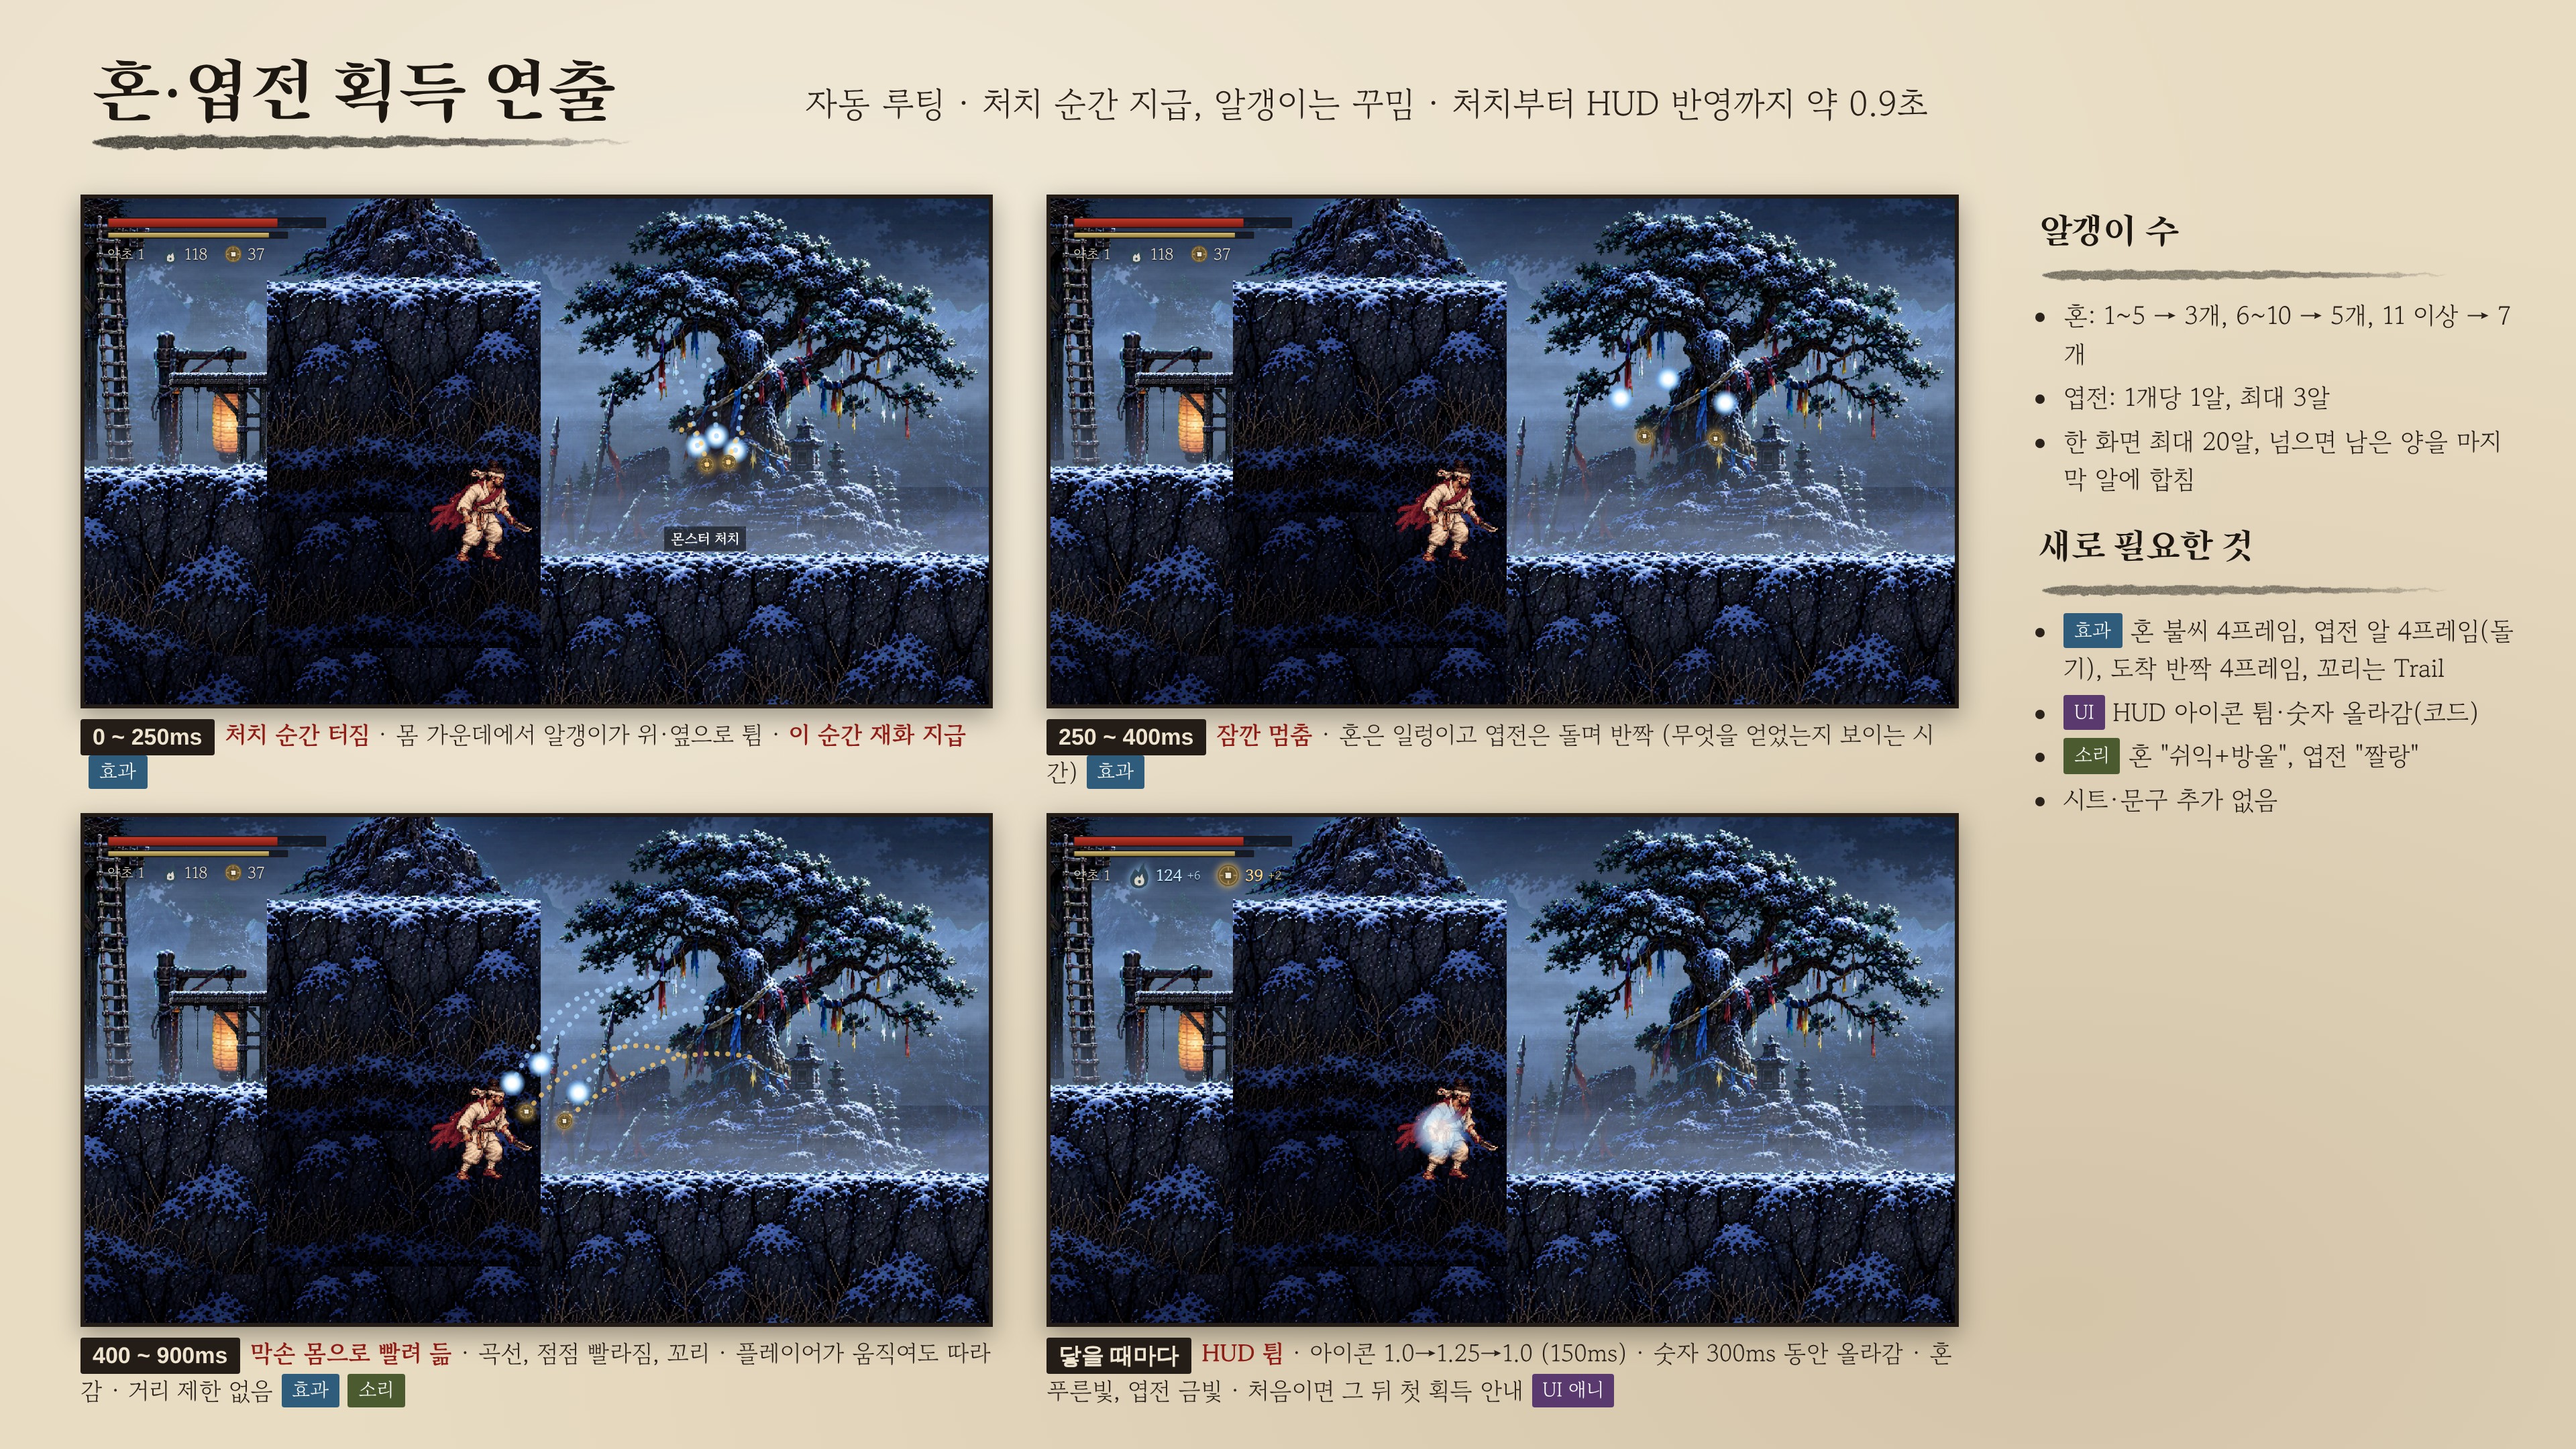 혼·엽전 획득 연출
자동 루팅 · 처치 순간 지급, 알갱이는 꾸밈 · 처치부터 HUD 반영까지 약 0.9초
약초 1 118 37
몬스터 처치
0 ~ 250ms 처치 순간 터짐 · 몸 가운데에서 알갱이가 위·옆으로 튐 · 이 순간 재화 지급
효과
약초 1 118 37
250 ~ 400ms 잠깐 멈춤 · 혼은 일렁이고 엽전은 돌며 반짝 (무엇을 얻었는지 보이는 시
간) 효과
약초 1 118 37
400 ~ 900ms 막손 몸으로 빨려 듦 · 곡선, 점점 빨라짐, 꼬리 · 플레이어가 움직여도 따라
감 · 거리 제한 없음 효과 소리
약초 1 124 +6 39 +2
닿을 때마다 HUD 튐 · 아이콘 1.0→1.25→1.0 (150ms) · 숫자 300ms 동안 올라감 · 혼
푸른빛, 엽전 금빛 · 처음이면 그 뒤 첫 획득 안내 UI 애니
알갱이 수
• 혼: 1~5 → 3개, 6~10 → 5개, 11 이상 → 7
개
• 엽전: 1개당 1알, 최대 3알
• 한 화면 최대 20알, 넘으면 남은 양을 마지
막 알에 합침
새로 필요한 것
• 효과 혼 불씨 4프레임, 엽전 알 4프레임(돌
기), 도착 반짝 4프레임, 꼬리는 Trail
• UI HUD 아이콘 튐·숫자 올라감(코드)
• 소리 혼 "쉬익+방울", 엽전 "짤랑"
• 시트·문구 추가 없음